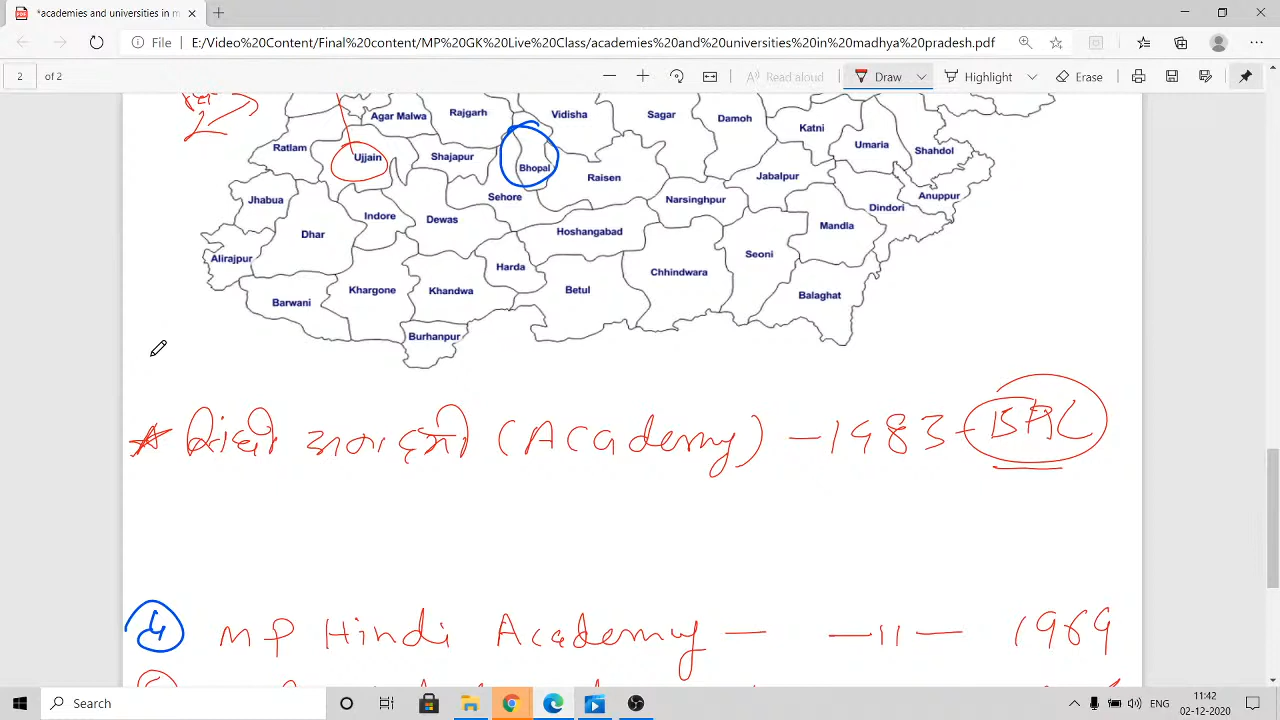 *academies and universities in m
File E:/Video%20Content/Final%20content/MP%20GK%20Live%20Class/academies%20and%20universities%20in%20madhya%20pradesh.pdf
2 of 2
Read aloud Draw Highlight Erase
Agar Malwa Rajgarh Vidisha Sagar Damoh Katni
Ratlam Ujjain Shajapur Bhopal Umaria Shahdol
Raisen Jabalpur
Jhabua Sehore Narsinghpur Dindori Anuppur
Indore Dewas
Dhar Hoshangabad Mandla
Alirajpur Harda Chhindwara Seoni
Barwani Khargone Khandwa Betul Balaghat
Burhanpur
(Academy) - 1983 -
MP Hindi Academy — —11— 1969
Search
ENG 11:42
02-12-2020